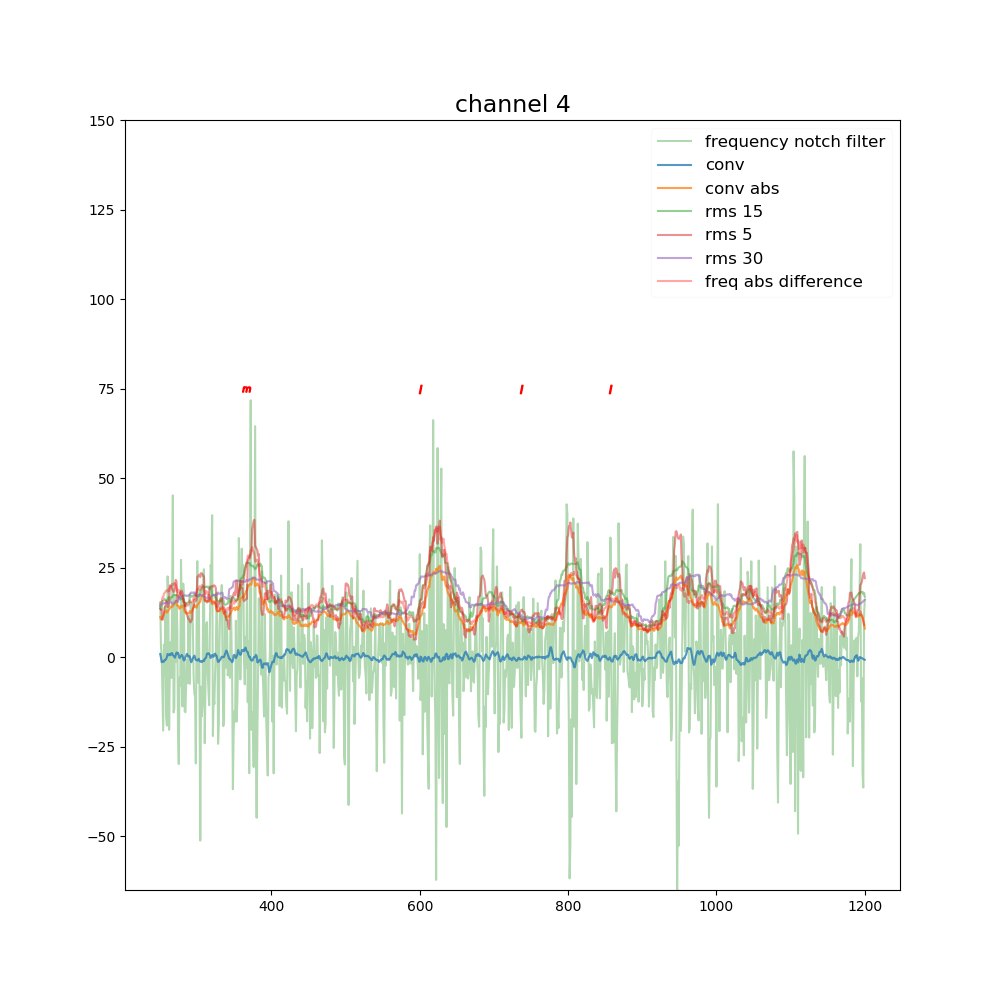 channel 4
150
125
100
75
50
25
0
−25
−50
400 600 800 1000 1200
frequency notch filter
conv
conv abs
rms 15
rms 5
rms 30
freq abs difference
m l l l